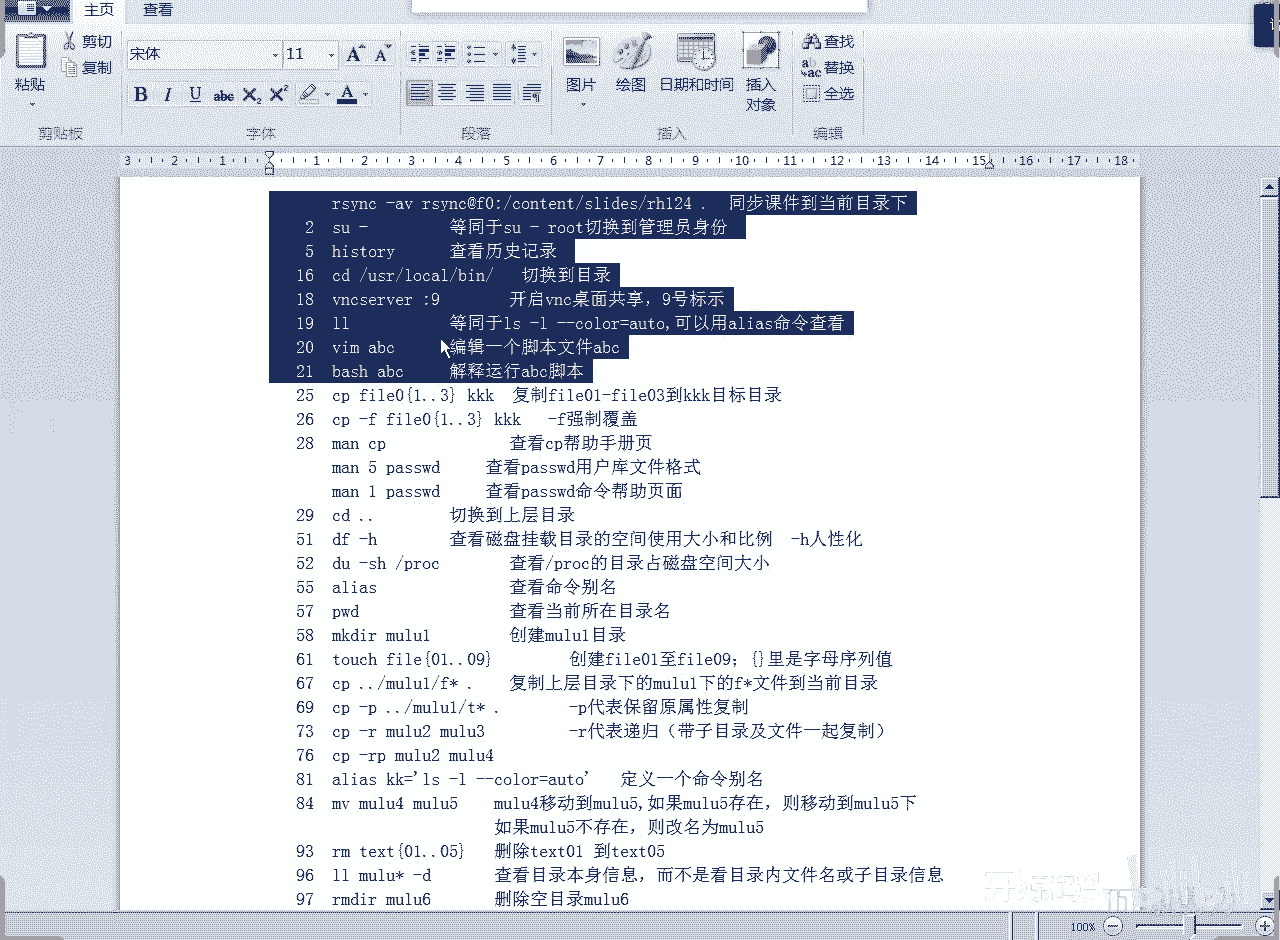 主页 查看
粘贴
剪切
复制
剪贴板
宋体 11
B I U abc X₂ X² A
字体
段落
图片
绘图
日期和时间
插入
对象
插入
查找
替换
全选
编辑
3 2 1 1 2 3 4 5 6 7 8 9 10 11 12 13 14 15 16 17 18
rsync -av rsync@f0:/content/slides/rh124 . 同步课件到当前目录下
2 su - 等同于su - root切换到管理员身份
5 history 查看历史记录
16 cd /usr/local/bin/ 切换到目录
18 vncserver :9 开启vnc桌面共享，9号标示
19 ll 等同于ls -l --color=auto,可以用alias命令查看
20 vim abc 编辑一个脚本文件abc
21 bash abc 解释运行abc脚本
25 cp file0{1..3} kkk 复制file01-file03到kkk目标目录
26 cp -f file0{1..3} kkk -f强制覆盖
28 man cp 查看cp帮助手册页
man 5 passwd 查看passwd用户库文件格式
man 1 passwd 查看passwd命令帮助页面
29 cd .. 切换到上层目录
51 df -h 查看磁盘挂载目录的空间使用大小和比例 -h人性化
52 du -sh /proc 查看/proc的目录占磁盘空间大小
55 alias 查看命令别名
57 pwd 查看当前所在目录名
58 mkdir mulu1 创建mulu1目录
61 touch file{01..09} 创建file01至file09；{}里是字母序列值
67 cp ../mulu1/f* . 复制上层目录下的mulu1下的f*文件到当前目录
69 cp -p ../mulu1/t* . -p代表保留原属性复制
73 cp -r mulu2 mulu3 -r代表递归（带子目录及文件一起复制）
76 cp -rp mulu2 mulu4
81 alias kk='ls -l --color=auto' 定义一个命令别名
84 mv mulu4 mulu5 mulu4移动到mulu5,如果mulu5存在，则移动到mulu5下
如果mulu5不存在，则改名为mulu5
93 rm text{01..05} 删除text01 到text05
96 ll mulu* -d 查看目录本身信息，而不是看目录内文件名或子目录信息
97 rmdir mulu6 删除空目录mulu6
100%